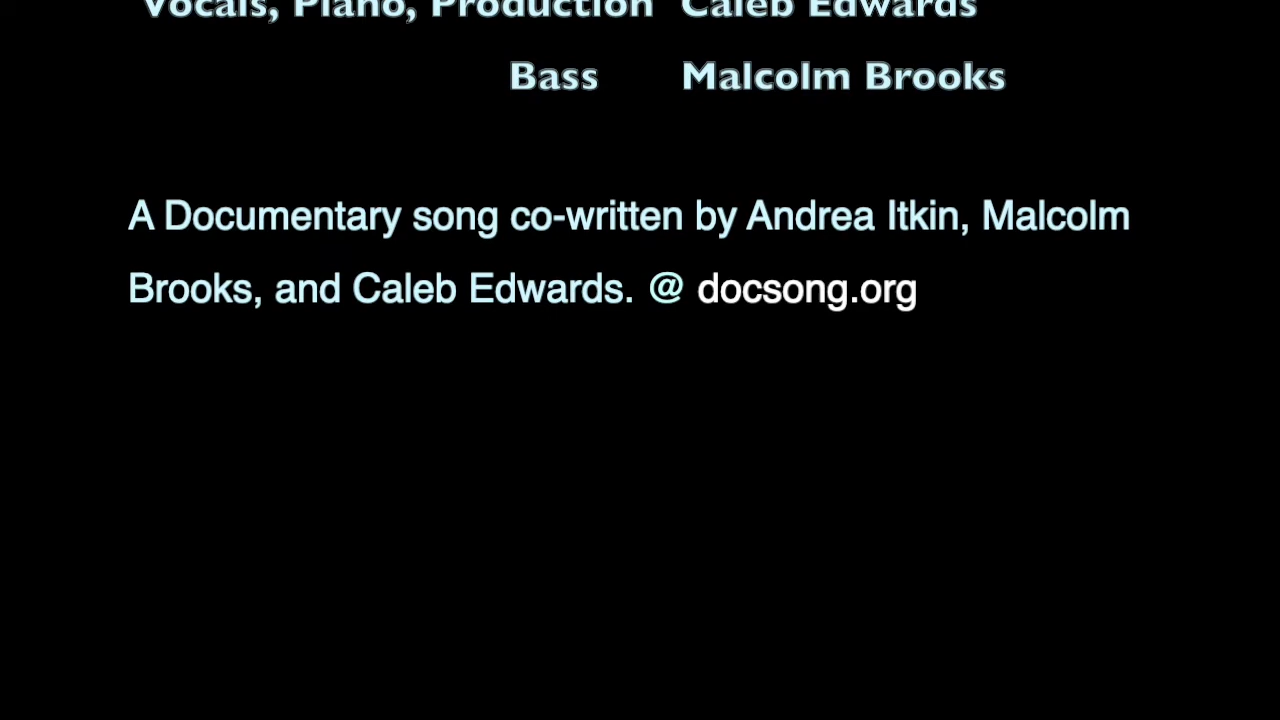 Vocals, Piano, Production Caleb Edwards
Bass Malcolm Brooks
A Documentary song co-written by Andrea Itkin, Malcolm
Brooks, and Caleb Edwards. @ docsong.org